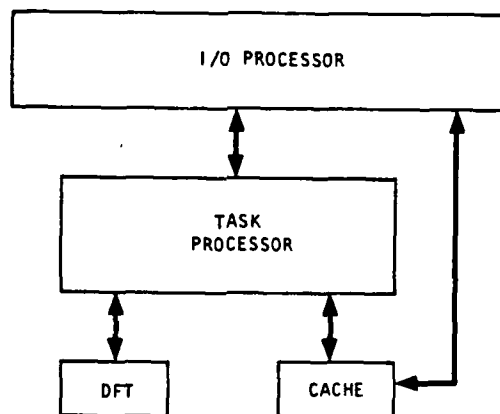 I/O PROCESSOR
TASK
PROCESSOR
DFT
CACHE